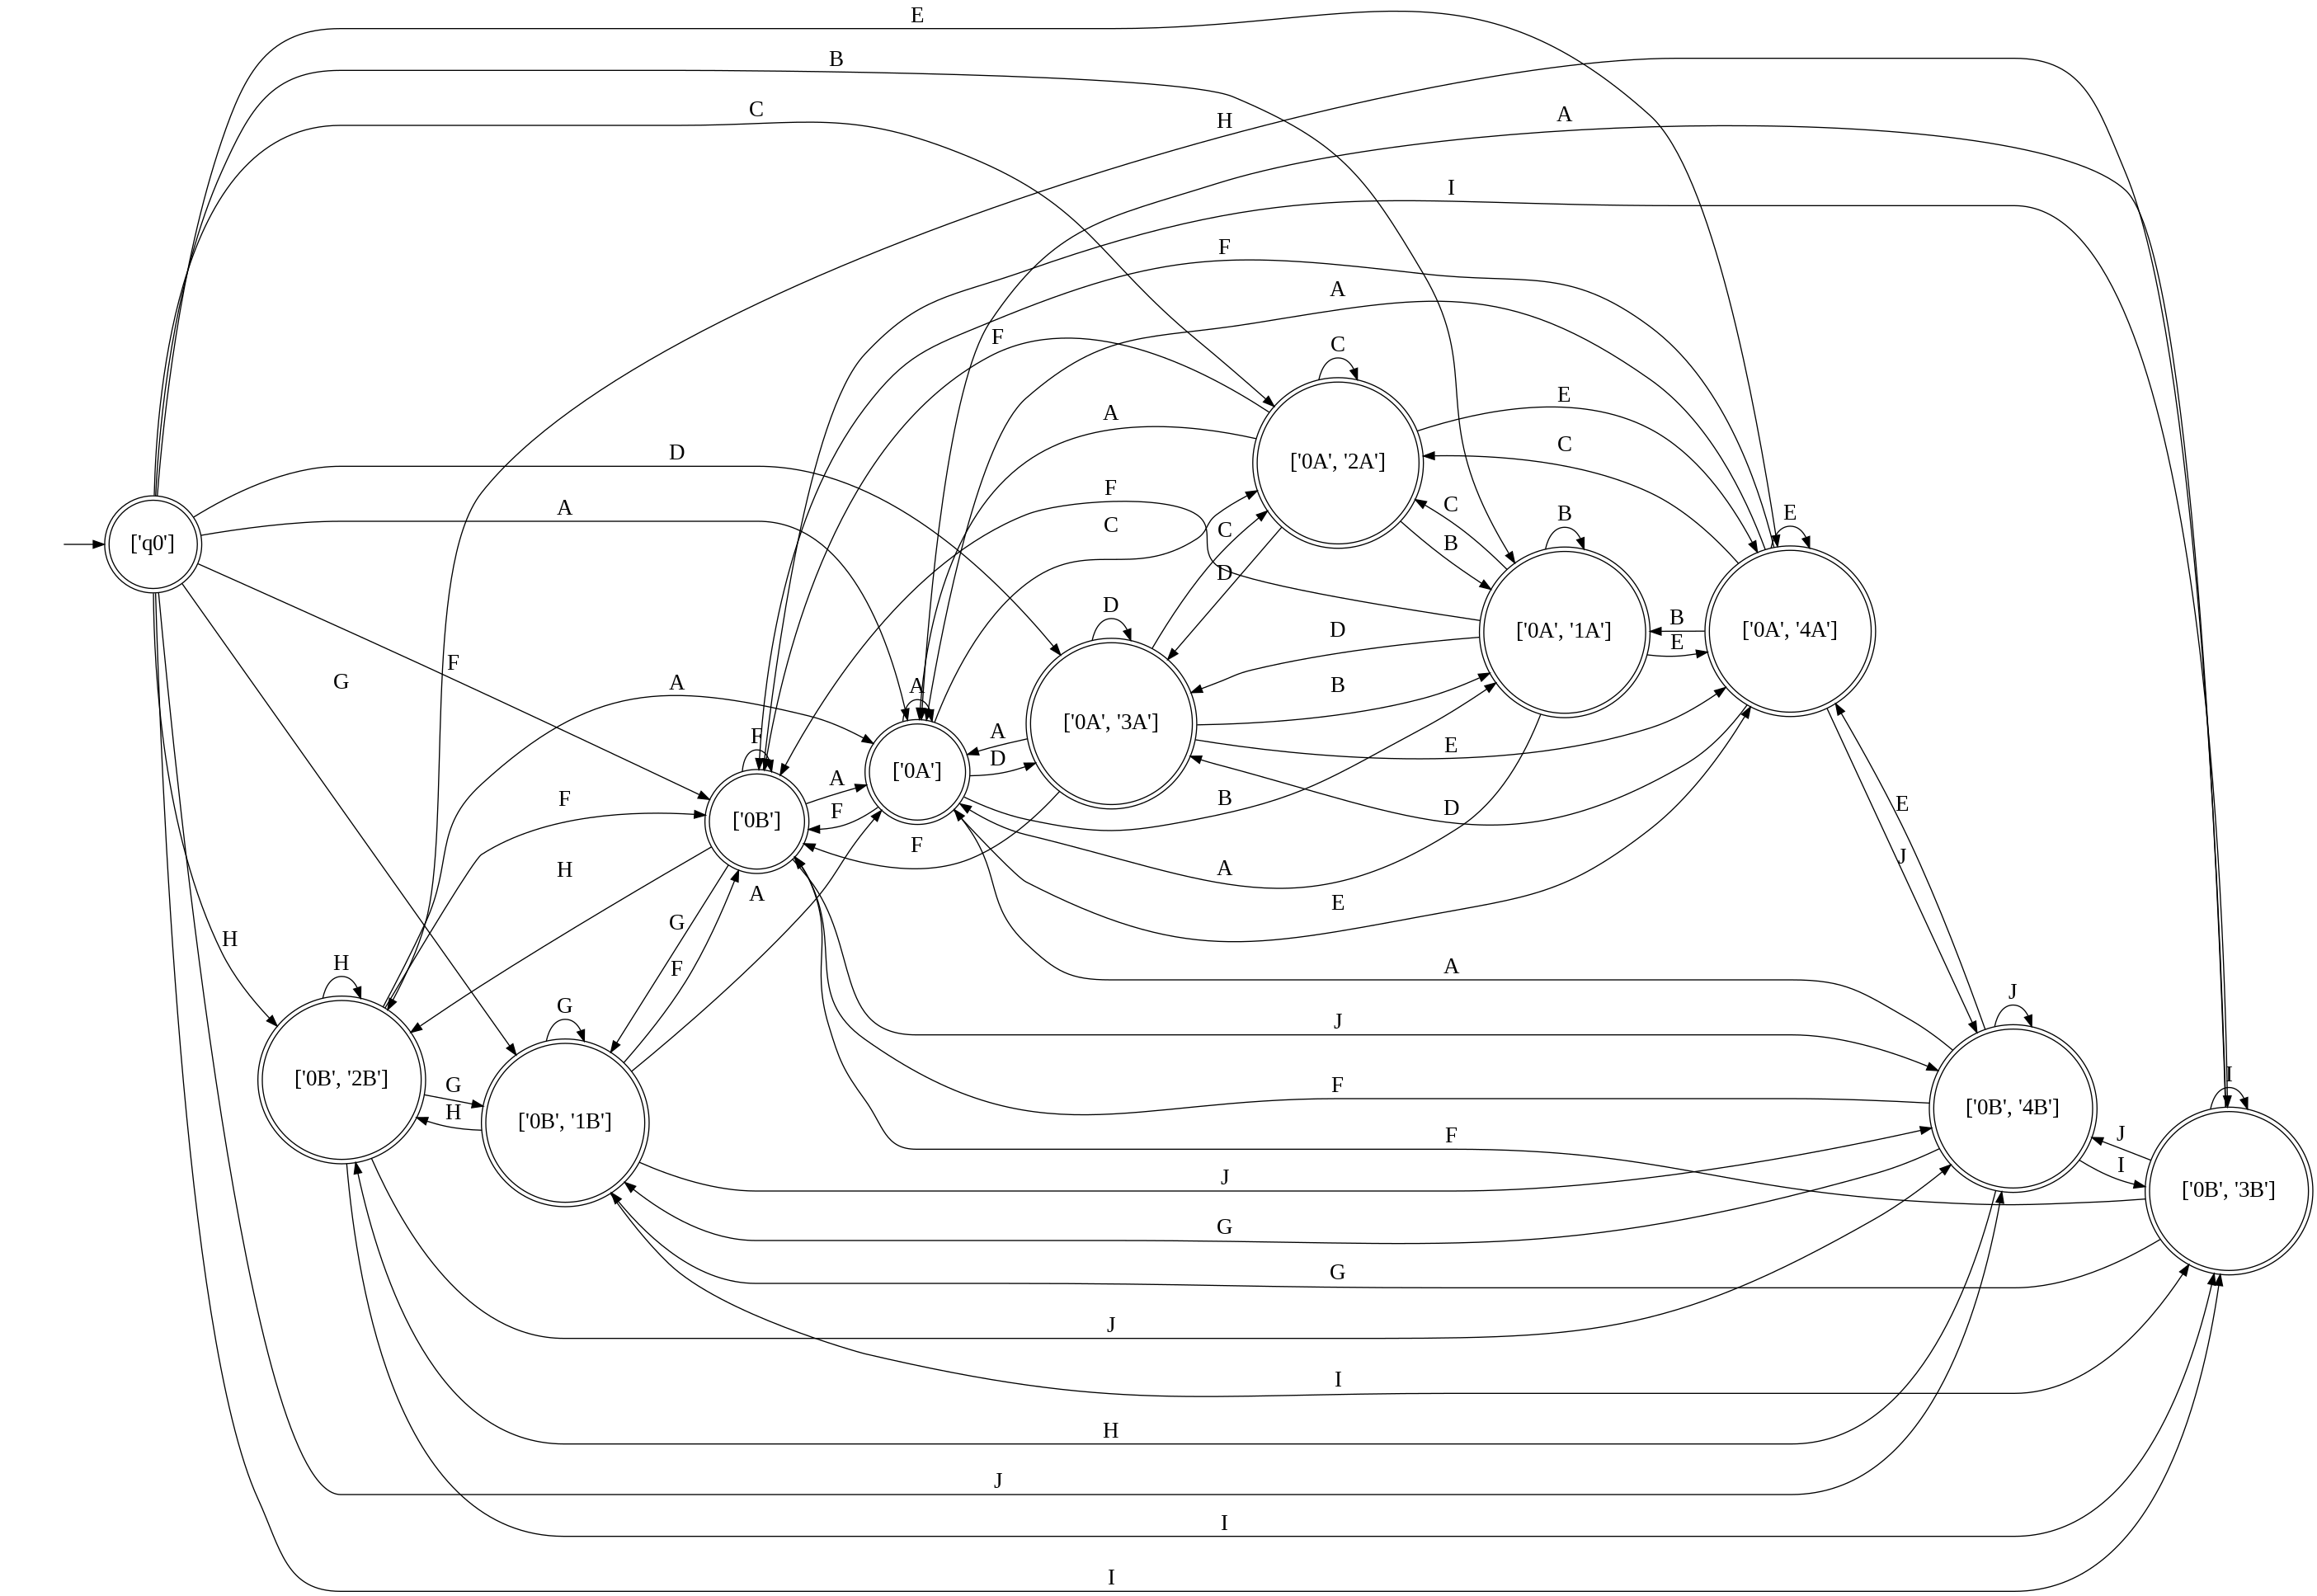 E
B
C
H
A
I
F
A
F
C
E
A
C
D
F
C
A
C
B
B
E
['0A', '2A']
['q0']
C
B
D
D
D
B
E
['0A', '1A']
['0A', '4A']
G
F
A
A
B
['0A', '3A']
F
A
D
E
['0A']
A
F
F
B
D
E
['0B']
F
A
J
H
A
E
G
H
F
A
H
G
J
J
['0B', '2B']
G
H
F
I
['0B', '1B']
['0B', '4B']
F
J
I
J
['0B', '3B']
G
G
J
I
H
J
I
I